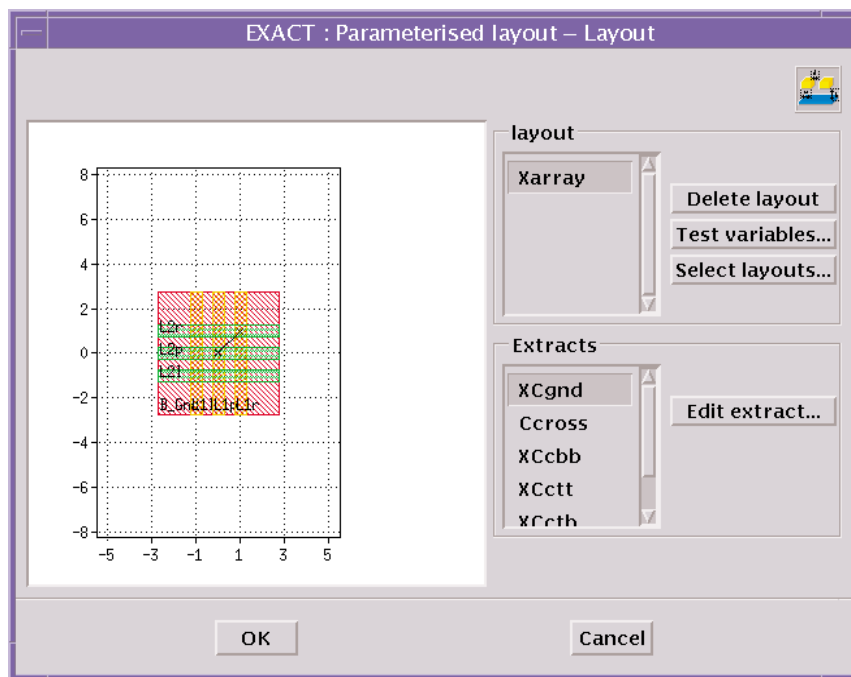 EXACT : Parameterised layout – Layout
layout
Xarray
Delete layout
Test variables...
Select layouts...
8
6
4
2
0
-2
-4
-6
-8
L2r
L2p
L2l
-5
-3
-1
1
3
5
Extracts
XCgnd
Ccross
XCcbb
XCctt
XCctb
Edit extract...
OK
Cancel